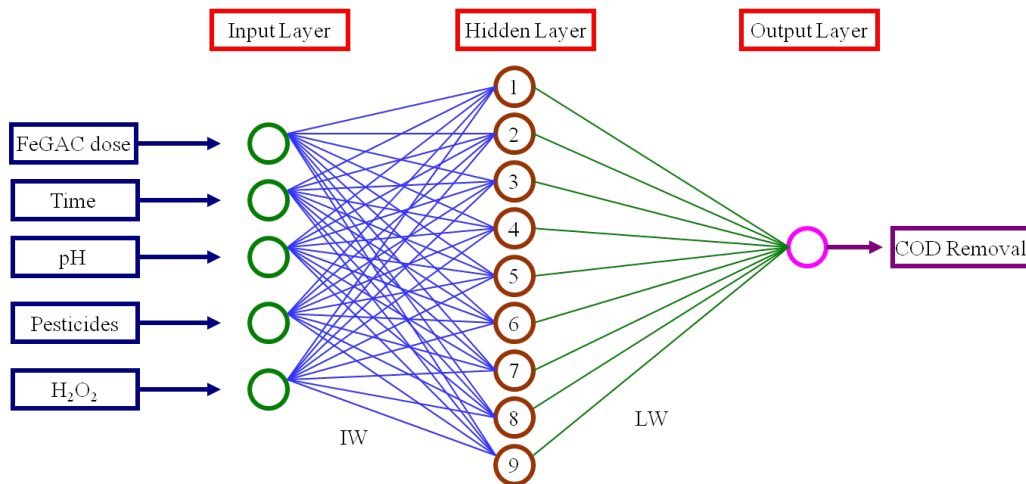 Input Layer
Hidden Layer
Output Layer
FeGAC dose
Time
pH
Pesticides
H₂O₂
1
2
3
4
5
6
7
8
9
COD Removal
IW
LW